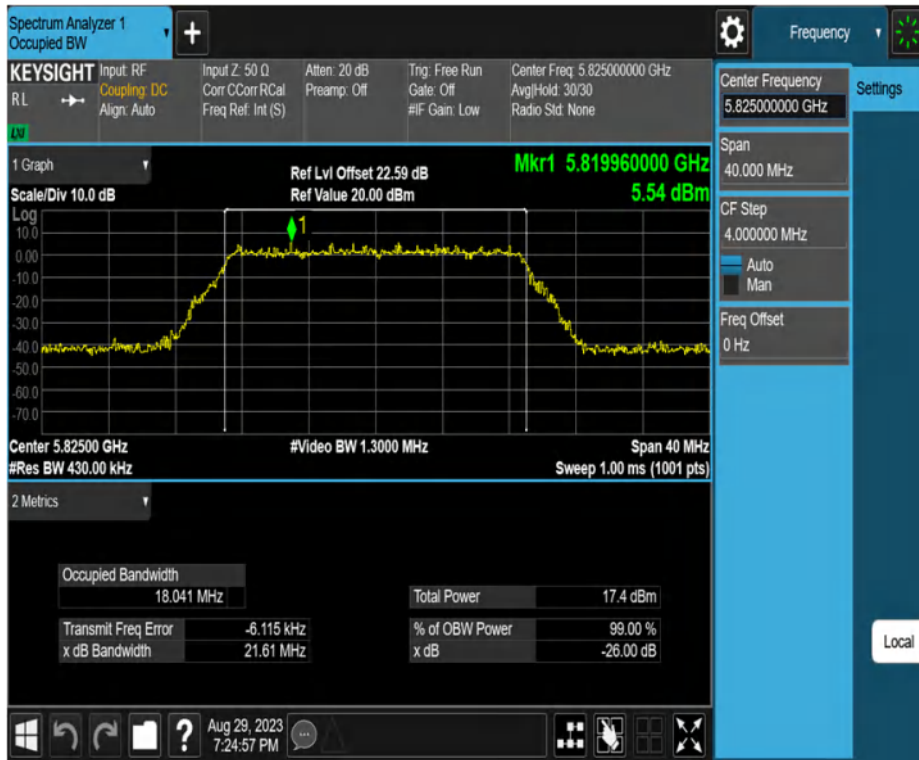 Spectrum Analyzer 1
Occupied BW
+
Frequency
KEYSIGHT
RL
LXI
Input: RF
Coupling: DC
Align: Auto
Input Z: 50 Ω
Corr CCorr RCal
Freq Ref: Int (S)
Atten: 20 dB
Preamp: Off
Trig: Free Run
Gate: Off
#IF Gain: Low
Center Freq: 5.825000000 GHz
Avg|Hold: 30/30
Radio Std: None
Center Frequency
5.825000000 GHz
Settings
Span
40.000 MHz
CF Step
4.000000 MHz
Auto
Man
Freq Offset
0 Hz
Local
1 Graph
Scale/Div 10.0 dB
Ref Lvl Offset 22.59 dB
Ref Value 20.00 dBm
Mkr1 5.819960000 GHz
5.54 dBm
Log
1
10.0
0.00
-10.0
-20.0
-30.0
-40.0
-50.0
-60.0
-70.0
Center 5.82500 GHz
#Video BW 1.3000 MHz
Span 40 MHz
#Res BW 430.00 kHz
Sweep 1.00 ms (1001 pts)
2 Metrics
Occupied Bandwidth
18.041 MHz
Total Power 17.4 dBm
Transmit Freq Error -6.115 kHz
% of OBW Power 99.00 %
x dB Bandwidth 21.61 MHz
x dB -26.00 dB
?
Aug 29, 2023
7:24:57 PM